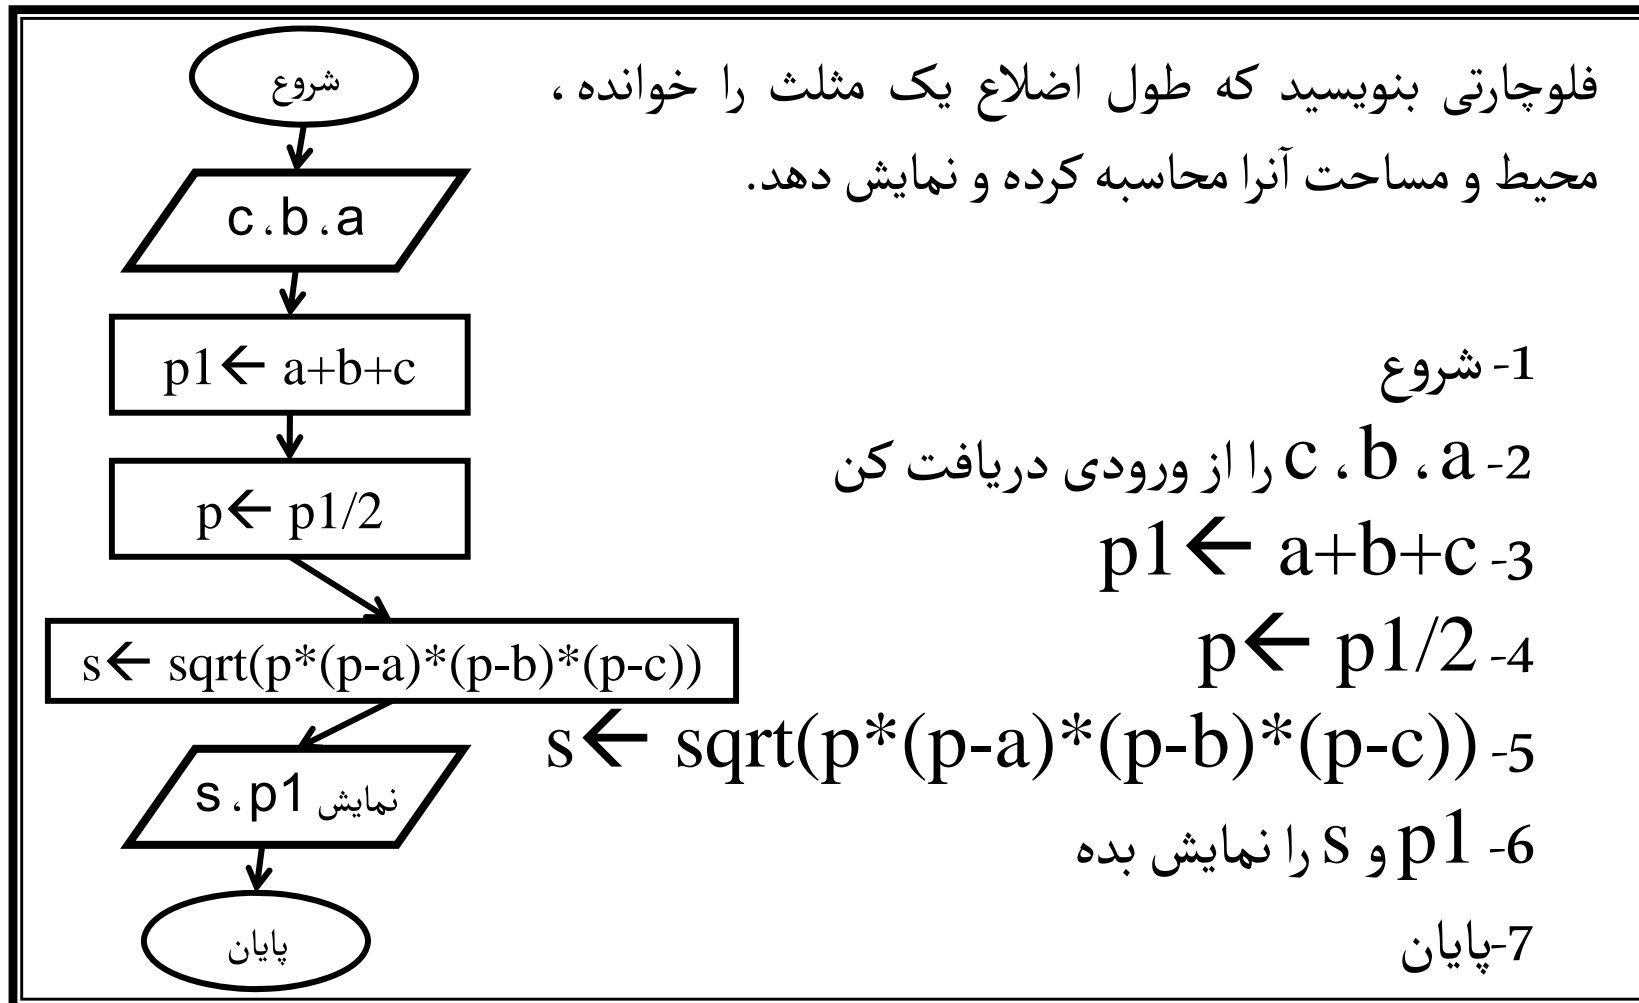 فلوچارتی بنویسید که طول اضلاع یک مثلث را خوانده ،
محیط و مساحت آنرا محاسبه کرده و نمایش دهد.
1- شروع
2- a ، b ، c را از ورودی دریافت کن
3- p1← a+b+c
4- p← p1/2
5- s← sqrt(p*(p-a)*(p-b)*(p-c))
6- p1 و s را نمایش بده
7-پایان
شروع
a ، b ، c
p1← a+b+c
p← p1/2
s← sqrt(p*(p-a)*(p-b)*(p-c))
نمایش p1 ، s
پایان